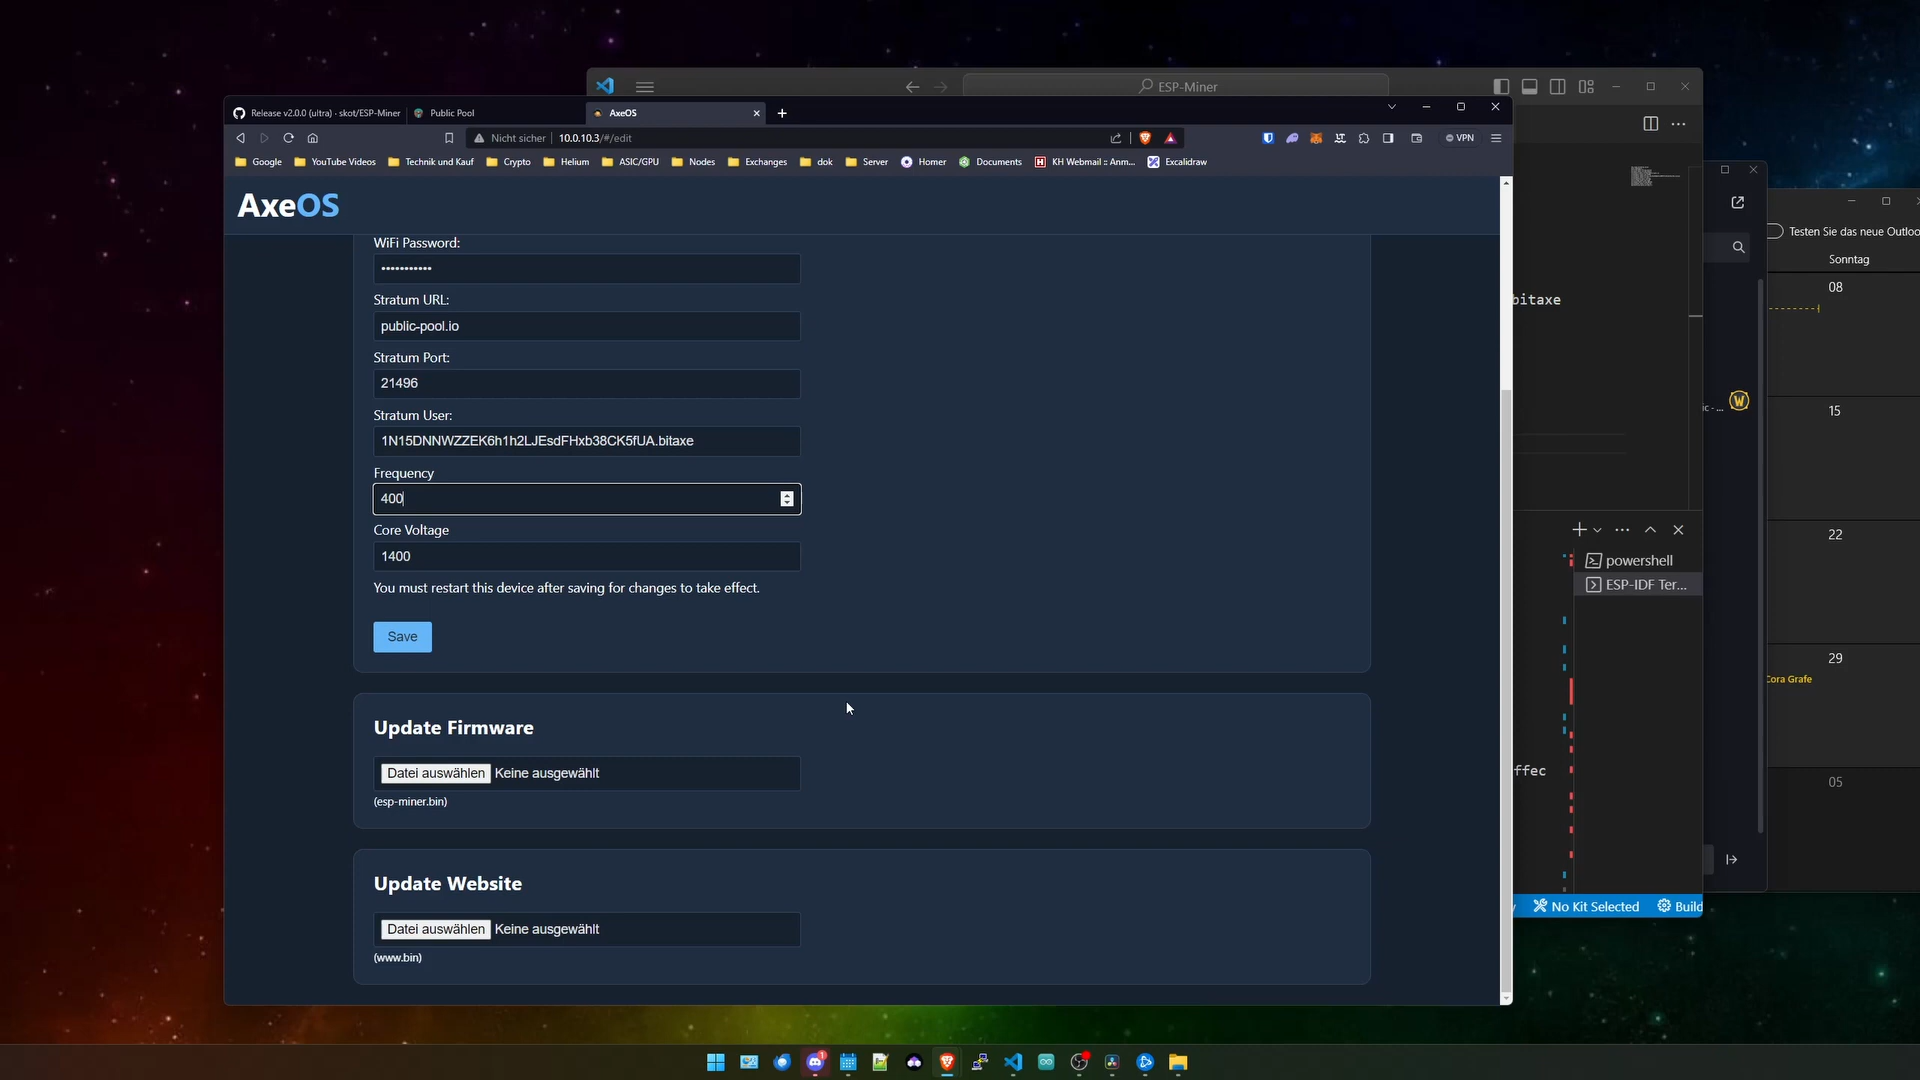 ESP-Miner
Release v2.0.0 (ultra) · skot/ESP-Miner
Public Pool
AxeOS
Nicht sicher
10.0.10.3/#/edit
VPN
Google
YouTube Videos
Technik und Kauf
Crypto
Helium
ASIC/GPU
Nodes
Exchanges
dok
Server
Homer
Documents
KH Webmail :: Anm...
Excalidraw
AxeOS
WiFi Password:
•••••••••••
Stratum URL:
public-pool.io
Stratum Port:
21496
Stratum User:
1N15DNNWZZEK6h1h2LJEsdFHxb38CK5fUA.bitaxe
Frequency
400
Core Voltage
1400
You must restart this device after saving for changes to take effect.
Save
Update Firmware
Datei auswählen Keine ausgewählt
(esp-miner.bin)
Update Website
Datei auswählen Keine ausgewählt
(www.bin)
bitaxe
powershell
ESP-IDF Ter...
ffec
No Kit Selected
Build
ic - ...
Testen Sie das neue Outloo
Sonntag
08
15
22
29
Cora Grafe
05
1